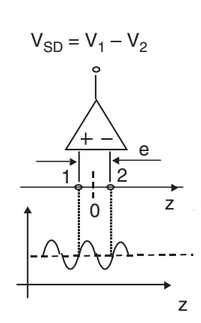 V_SD = V_1 – V_2
+ –
e
1 2
0
z
z